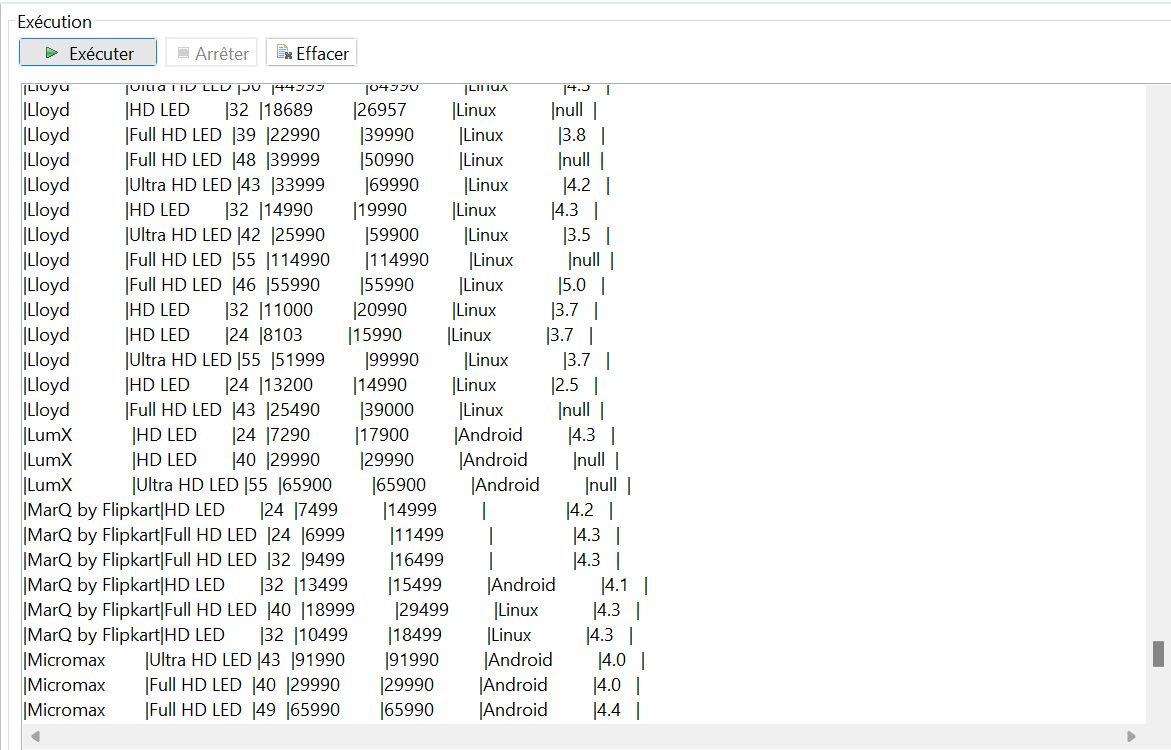 Exécution
Exécuter Arrêter Effacer
|Lloyd |Ultra HD LED |50 |44999 |84990 |Linux |4.3 |
|Lloyd |HD LED |32 |18689 |26957 |Linux |null |
|Lloyd |Full HD LED |39 |22990 |39990 |Linux |3.8 |
|Lloyd |Full HD LED |48 |39999 |50990 |Linux |null |
|Lloyd |Ultra HD LED |43 |33999 |69990 |Linux |4.2 |
|Lloyd |HD LED |32 |14990 |19990 |Linux |4.3 |
|Lloyd |Ultra HD LED |42 |25990 |59900 |Linux |3.5 |
|Lloyd |Full HD LED |55 |114990 |114990 |Linux |null |
|Lloyd |Full HD LED |46 |55990 |55990 |Linux |5.0 |
|Lloyd |HD LED |32 |11000 |20990 |Linux |3.7 |
|Lloyd |HD LED |24 |8103 |15990 |Linux |3.7 |
|Lloyd |Ultra HD LED |55 |51999 |99990 |Linux |3.7 |
|Lloyd |HD LED |24 |13200 |14990 |Linux |2.5 |
|Lloyd |Full HD LED |43 |25490 |39000 |Linux |null |
|LumX |HD LED |24 |7290 |17900 |Android |4.3 |
|LumX |HD LED |40 |29990 |29990 |Android |null |
|LumX |Ultra HD LED |55 |65900 |65900 |Android |null |
|MarQ by Flipkart|HD LED |24 |7499 |14999 | |4.2 |
|MarQ by Flipkart|Full HD LED |24 |6999 |11499 | |4.3 |
|MarQ by Flipkart|Full HD LED |32 |9499 |16499 | |4.3 |
|MarQ by Flipkart|HD LED |32 |13499 |15499 |Android |4.1 |
|MarQ by Flipkart|Full HD LED |40 |18999 |29499 |Linux |4.3 |
|MarQ by Flipkart|HD LED |32 |10499 |18499 |Linux |4.3 |
|Micromax |Ultra HD LED |43 |91990 |91990 |Android |4.0 |
|Micromax |Full HD LED |40 |29990 |29990 |Android |4.0 |
|Micromax |Full HD LED |49 |65990 |65990 |Android |4.4 |